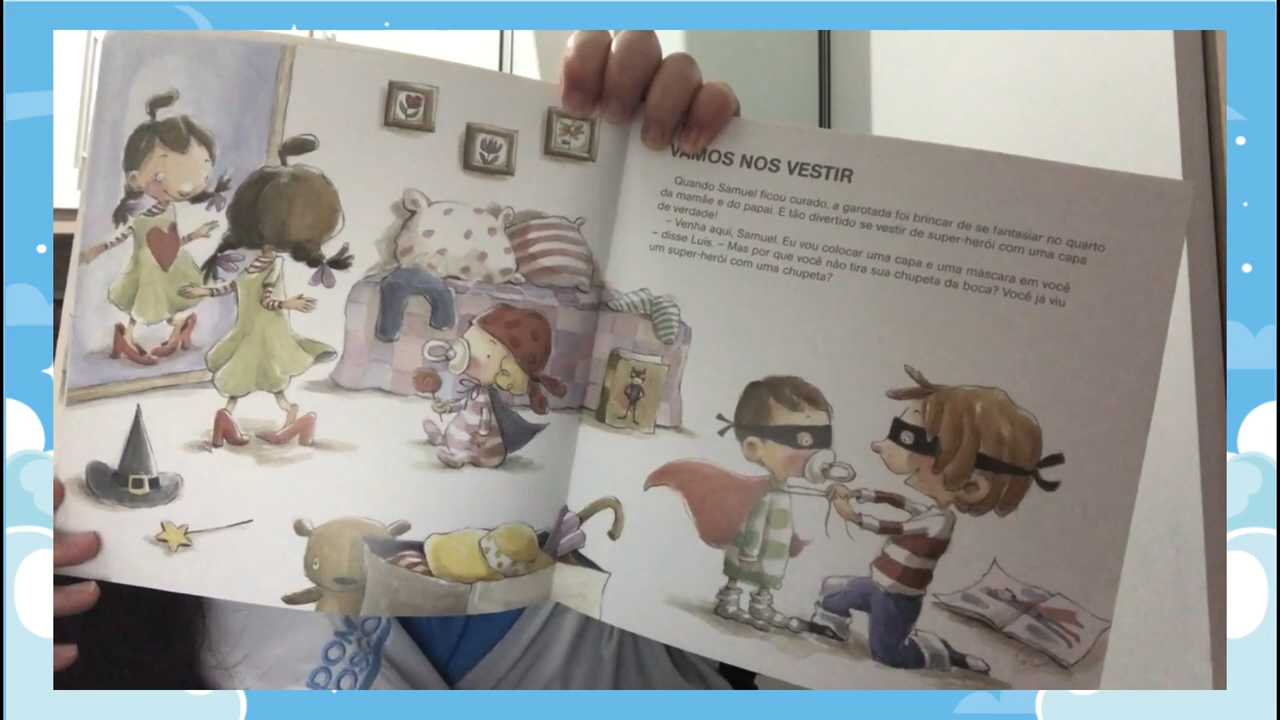 VAMOS NOS VESTIR
Quando Samuel ficou curado, a garotada foi brincar de se fantasiar no quarto
da mamãe e do papai. É tão divertido se vestir de super-herói com uma capa
de verdade!
– Venha aqui, Samuel. Eu vou colocar uma capa e uma máscara em você
– disse Luís. – Mas por que você não tira sua chupeta da boca? Você já viu
um super-herói com uma chupeta?
DOM